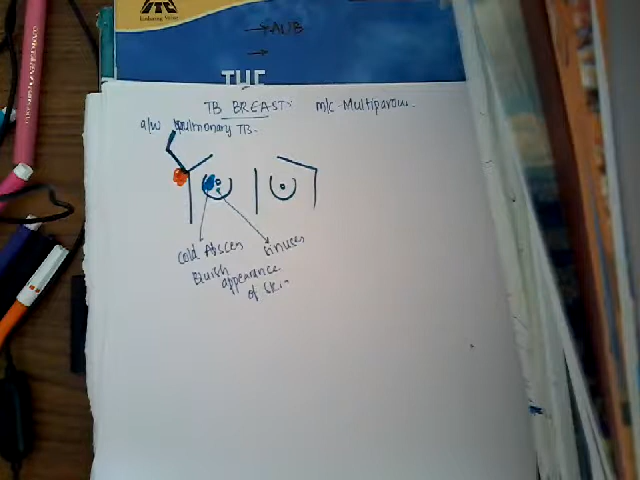 → AUB
→
THE
TB BREAST: m/c - Multiparous.
a/w Pulmonary TB.
cold Abscess
sinuses
Bluish appearance
of skin